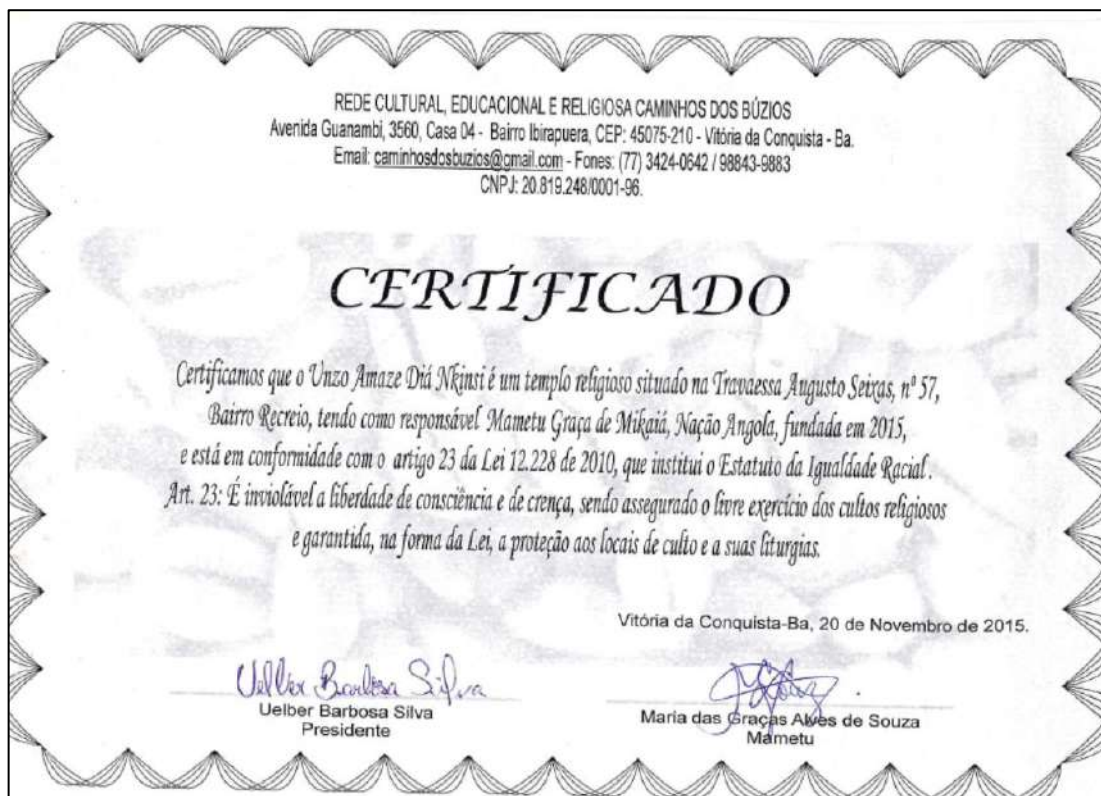 REDE CULTURAL, EDUCACIONAL E RELIGIOSA CAMINHOS DOS BÚZIOS
Avenida Guanambi, 3560, Casa 04 - Bairro Ibirapuera, CEP: 45075-210 - Vitória da Conquista - Ba.
Email: caminhosdosbuzios@gmail.com - Fones: (77) 3424-0642 / 98843-9883
CNPJ: 20.819.248/0001-96.
CERTIFICADO
Certificamos que o Unzo Amaze Diá Nkinsi é um templo religioso situado na Travaessa Augusto Seixas, nº 57,
Bairro Recreio, tendo como responsável Mametu Graça de Mikaiá, Nação Angola, fundada em 2015,
e está em conformidade com o artigo 23 da Lei 12.228 de 2010, que institui o Estatuto da Igualdade Racial.
Art. 23: É inviolável a liberdade de consciência e de crença, sendo assegurado o livre exercício dos cultos religiosos
e garantida, na forma da Lei, a proteção aos locais de culto e a suas liturgias.
Vitória da Conquista-Ba, 20 de Novembro de 2015.
Uelber Barbosa Silva
Uelber Barbosa Silva
Presidente
Maria das Graças Alves de Souza
Mametu